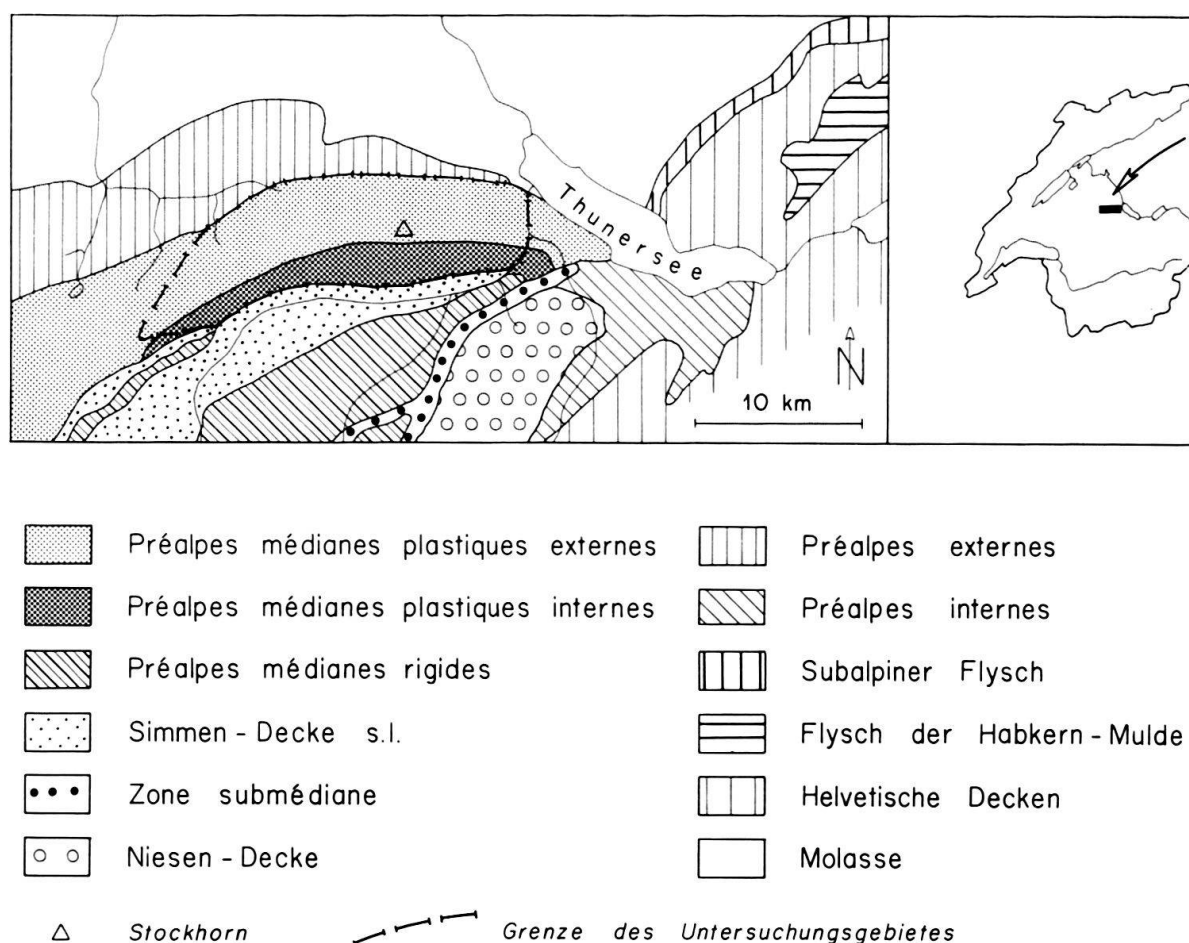 Thunersee
N
10 km
Préalpes médianes plastiques externes
Préalpes médianes plastiques internes
Préalpes médianes rigides
Simmen-Decke s.l.
Zone submédiane
Niesen-Decke
Préalpes externes
Préalpes internes
Subalpiner Flysch
Flysch der Habkern-Mulde
Helvetische Decken
Molasse
Stockhorn
Grenze des Untersuchungsgebietes